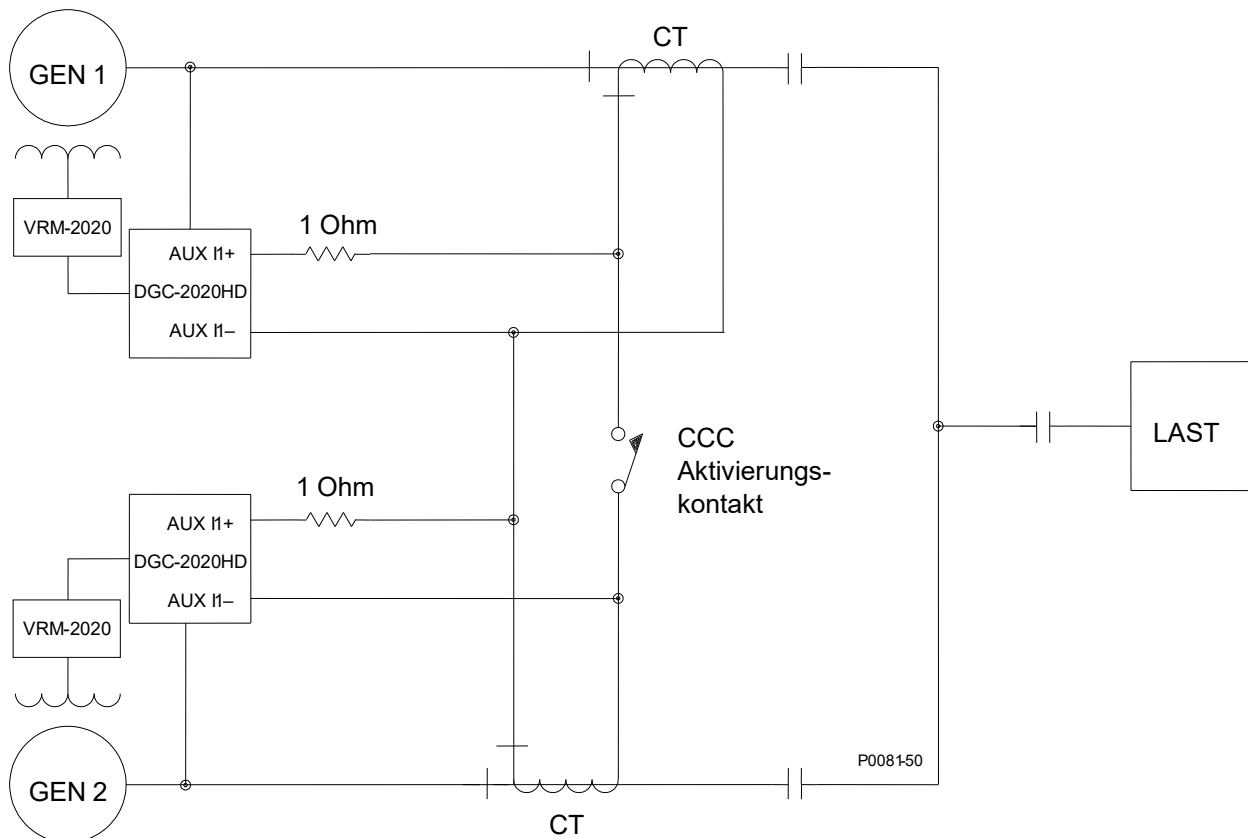 CT
GEN 1
VRM-2020
1 Ohm
AUX I1+
DGC-2020HD
AUX I1–
CCC
Aktivierungs-
kontakt
LAST
1 Ohm
AUX I1+
DGC-2020HD
AUX I1–
VRM-2020
P0081-50
GEN 2
CT